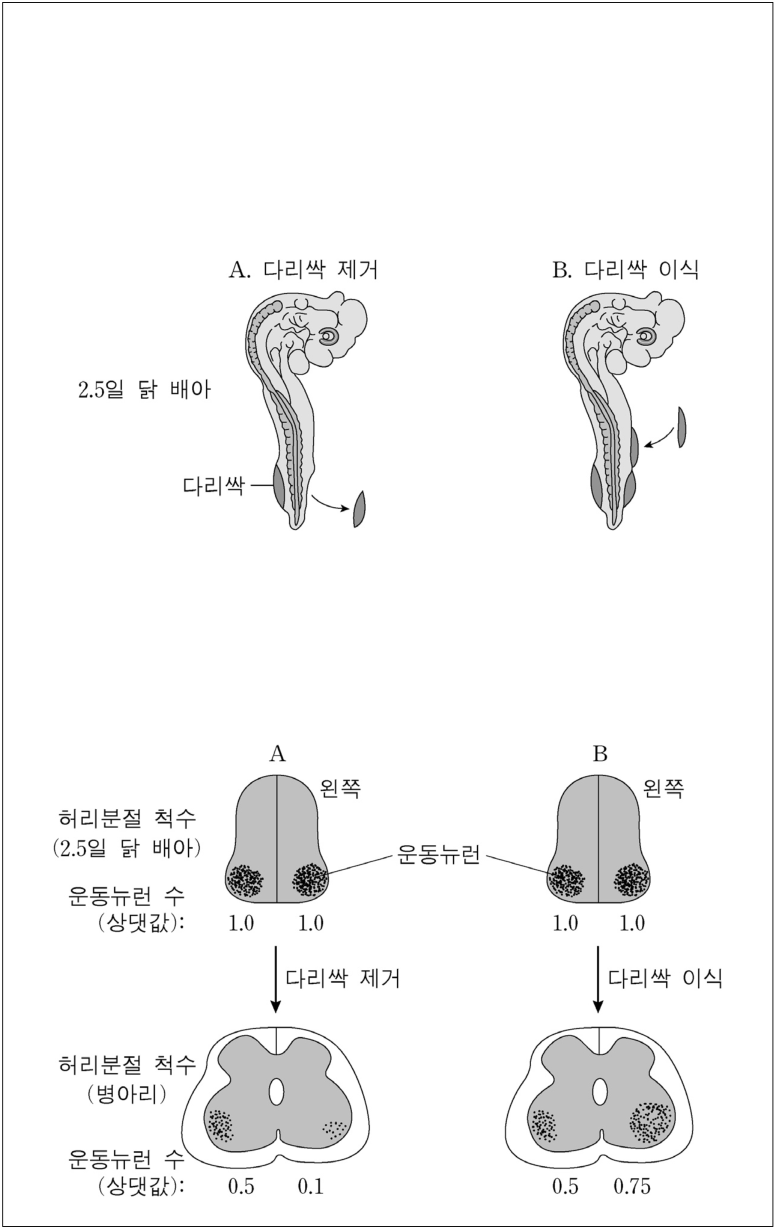 A. 다리싹 제거
B. 다리싹 이식
2.5일 닭 배아
다리싹
A
B
왼쪽
왼쪽
허리분절 척수
(2.5일 닭 배아)
운동뉴런
운동뉴런 수
(상댓값): 1.0 1.0 1.0 1.0
다리싹 제거
다리싹 이식
허리분절 척수
(병아리)
운동뉴런 수
(상댓값): 0.5 0.1 0.5 0.75